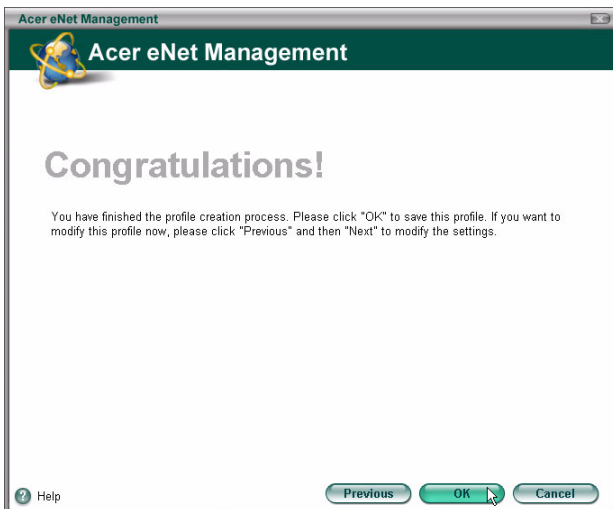 Acer eNet Management
Acer eNet Management
Congratulations!
You have finished the profile creation process. Please click "OK" to save this profile. If you want to
modify this profile now, please click "Previous" and then "Next" to modify the settings.
? Help
Previous
OK
Cancel